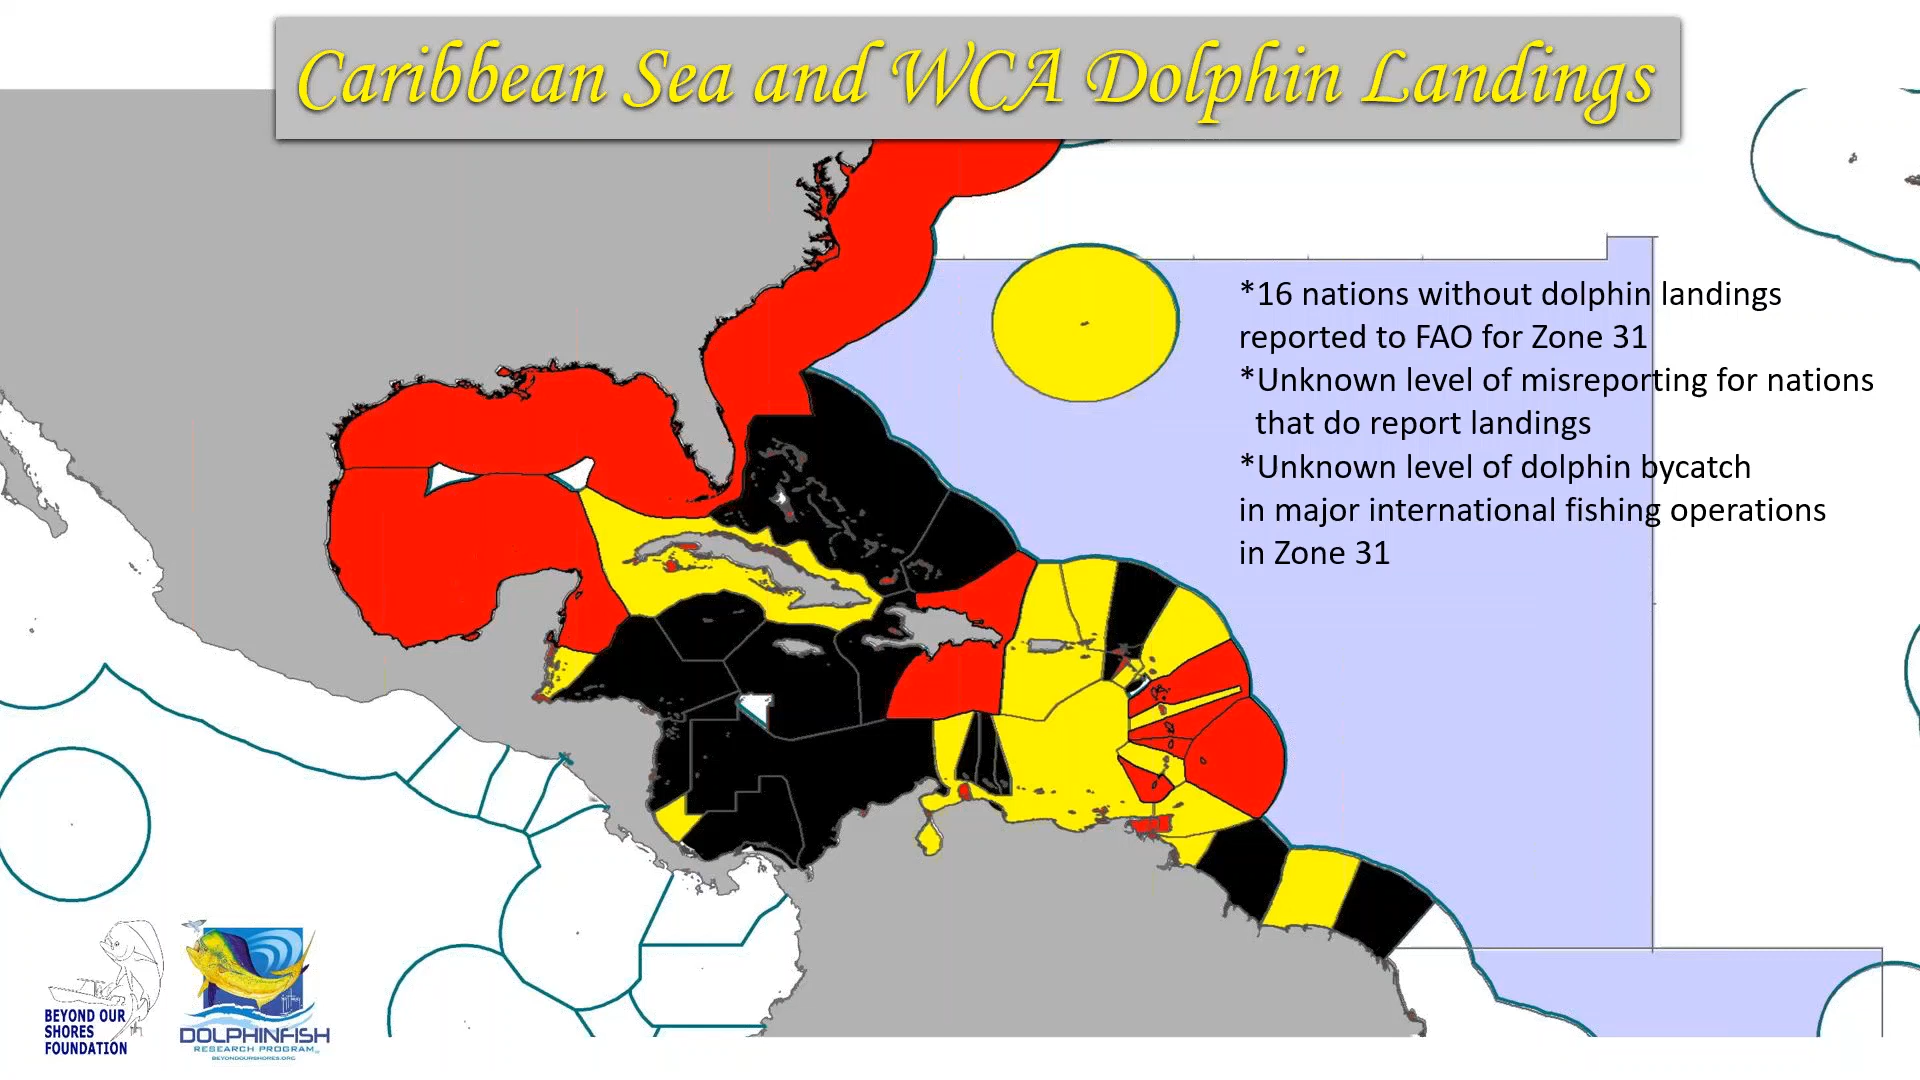 Caribbean Sea and WCA Dolphin Landings
*16 nations without dolphin landings
reported to FAO for Zone 31
*Unknown level of misreporting for nations
that do report landings
*Unknown level of dolphin bycatch
in major international fishing operations
in Zone 31
BEYOND OUR
SHORES
FOUNDATION
DOLPHINFISH
RESEARCH PROGRAM
BEYONDOURSHORES.ORG